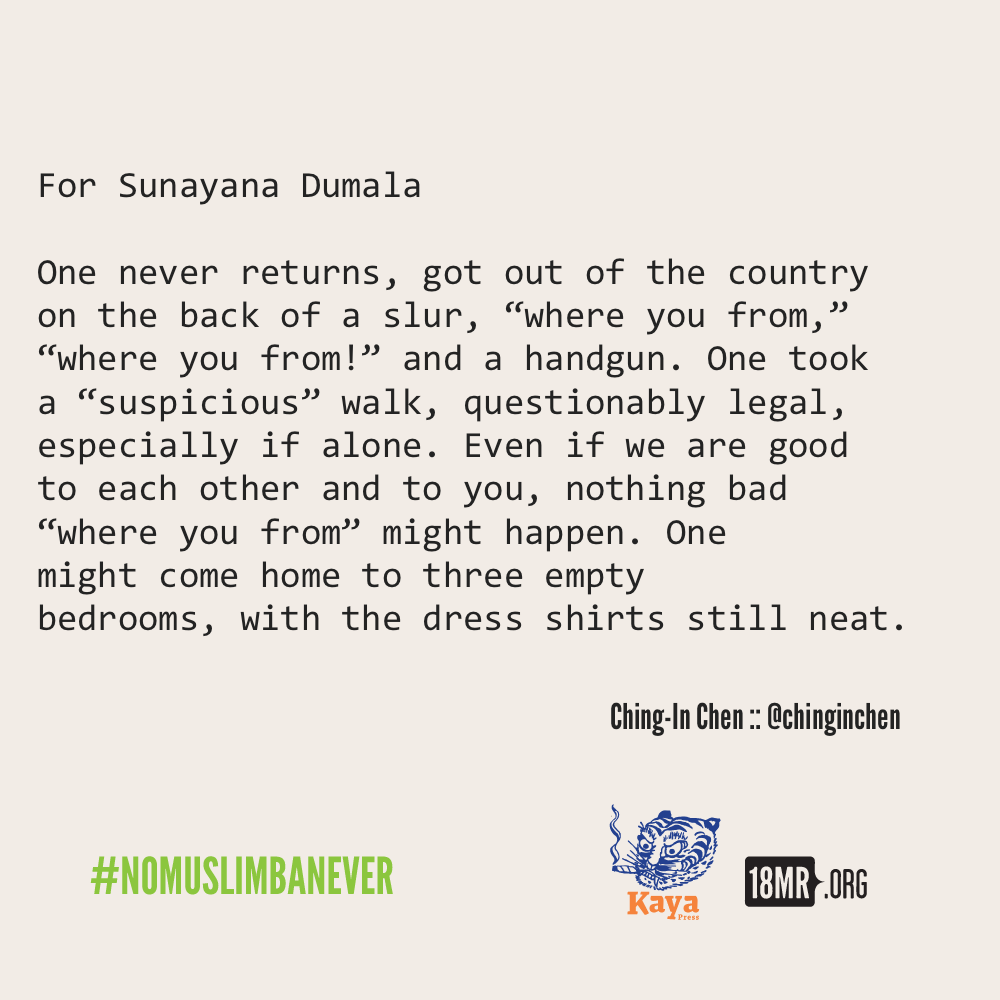 For Sunayana Dumala
One never returns, got out of the country
on the back of a slur, “where you from,”
“where you from!” and a handgun. One took
a “suspicious” walk, questionably legal,
especially if alone. Even if we are good
to each other and to you, nothing bad
“where you from” might happen. One
might come home to three empty
bedrooms, with the dress shirts still neat.
Ching-In Chen :: @chinginchen
#NOMUSLIMBANEVER
Kaya
Press
18MR.ORG